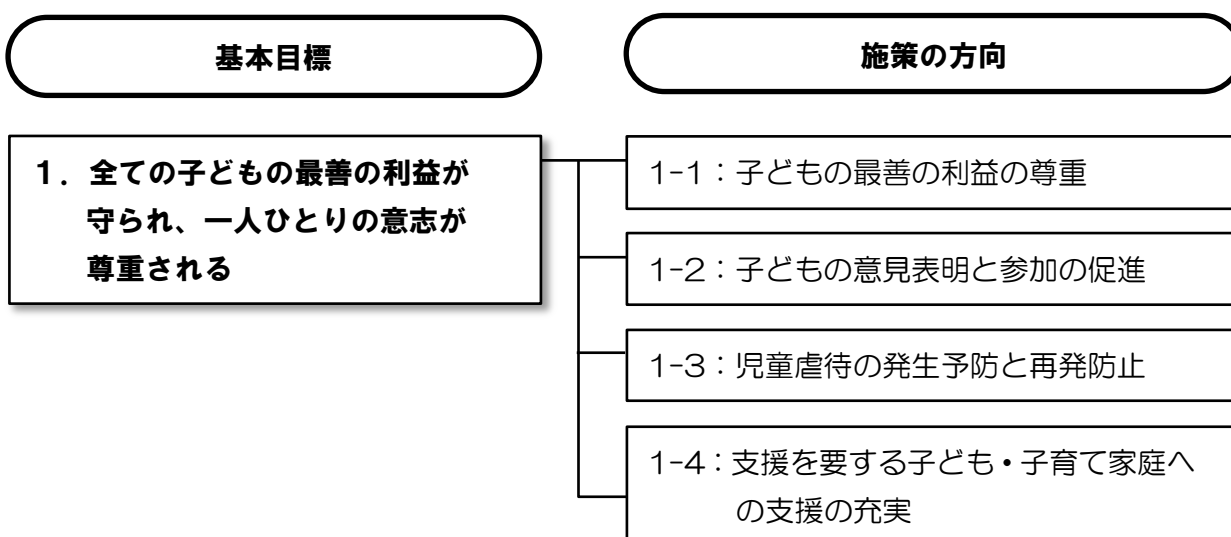 基本目標
施策の方向
1. 全ての子どもの最善の利益が
守られ、一人ひとりの意志が
尊重される
1-1：子どもの最善の利益の尊重
1-2：子どもの意見表明と参加の促進
1-3：児童虐待の発生予防と再発防止
1-4：支援を要する子ども・子育て家庭へ
の支援の充実